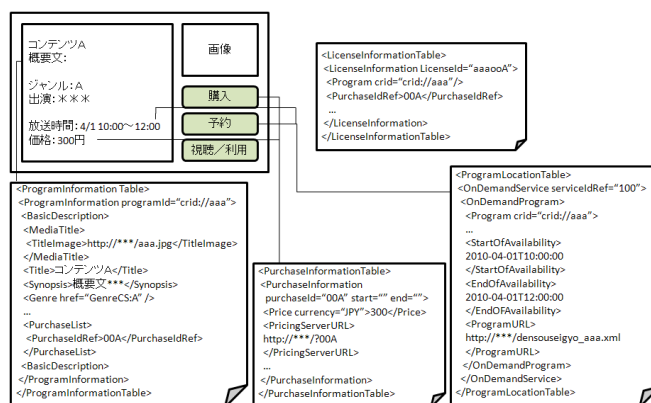 コンテンツA
概要文:
ジャンル:A
出演:＊＊＊
放送時間:4/1 10:00～12:00
価格:300円
画像
購入
予約
視聴／利用
<LicenseInformationTable>
<LicenseInformation LicenseId="aaaooA">
<Program crid="crid://aaa"/>
<PurchaseIdRef>00A</PurchaseIdRef>
...
</LicenseInformation>
</LicenseInformationTable>
<ProgramInformation Table>
<ProgramInformation programId="crid://aaa">
<BasicDescription>
<MediaTitle>
<TitleImage>http://***/aaa.jpg</TitleImage>
</MediaTitle>
<Title>コンテンツA</Title>
<Synopsis>概要文***</Synopsis>
<Genre href="GenreCS:A" />
...
<PurchaseList>
<PurchaseIdRef>00A</PurchaseIdRef>
</PurchaseList>
<BasicDescription>
</ProgramInformation>
</ProgramInformationTable>
<PurchaseInformationTable>
<PurchaseInformation
purchaseId="00A" start="" end="">
<Price currency="JPY">300</Price>
<PricingServerURL>
http://***/?00A
</PricingServerURL>
...
</PurchaseInformation>
</PurchaseInformationTable>
<ProgramLocationTable>
<OnDemandService serviceIdRef="100">
<OnDemandProgram>
<Program crid="crid://aaa">
...
<StartOfAvailability>
2010-04-01T10:00:00
</StartOfAvailability>
<EndOfAvailability>
2010-04-01T12:00:00
</EndOfAvailability>
<ProgramURL>
http://***/densouseigyo_aaa.xml
</ProgramURL>
</OnDemandProgram>
</OnDemandService>
</ProgramLocationTable>